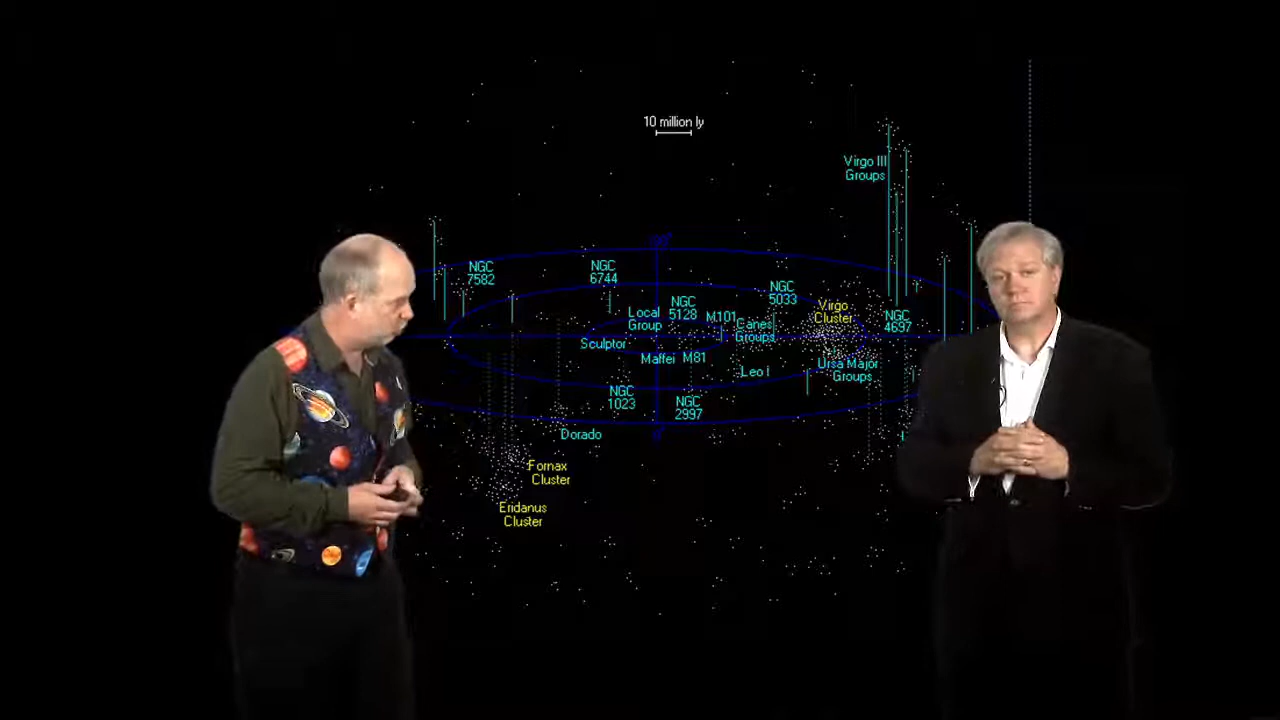 10 million ly
Virgo III
Groups
NGC
7582
NGC
6744
NGC
5033
NGC
5128
Local
Group
M101
Canes
Groups
Virgo
Cluster
NGC
4697
Sculptor
Maffei
M81
Leo I
Ursa Major
Groups
NGC
1023
NGC
2997
Dorado
Fornax
Cluster
Eridanus
Cluster